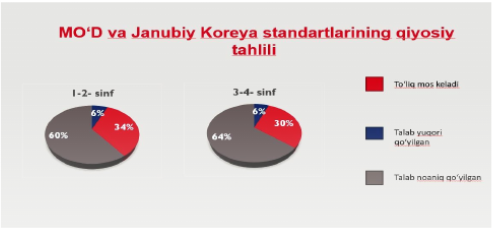 MO‘D va Janubiy Koreya standartlarining qiyosiy
tahlili
1-2- sinf
6%
34%
60%
3-4- sinf
6%
30%
64%
To‘liq mos keladi
Talab yuqori
qo‘yilgan
Talab noaniq qo‘yilgan